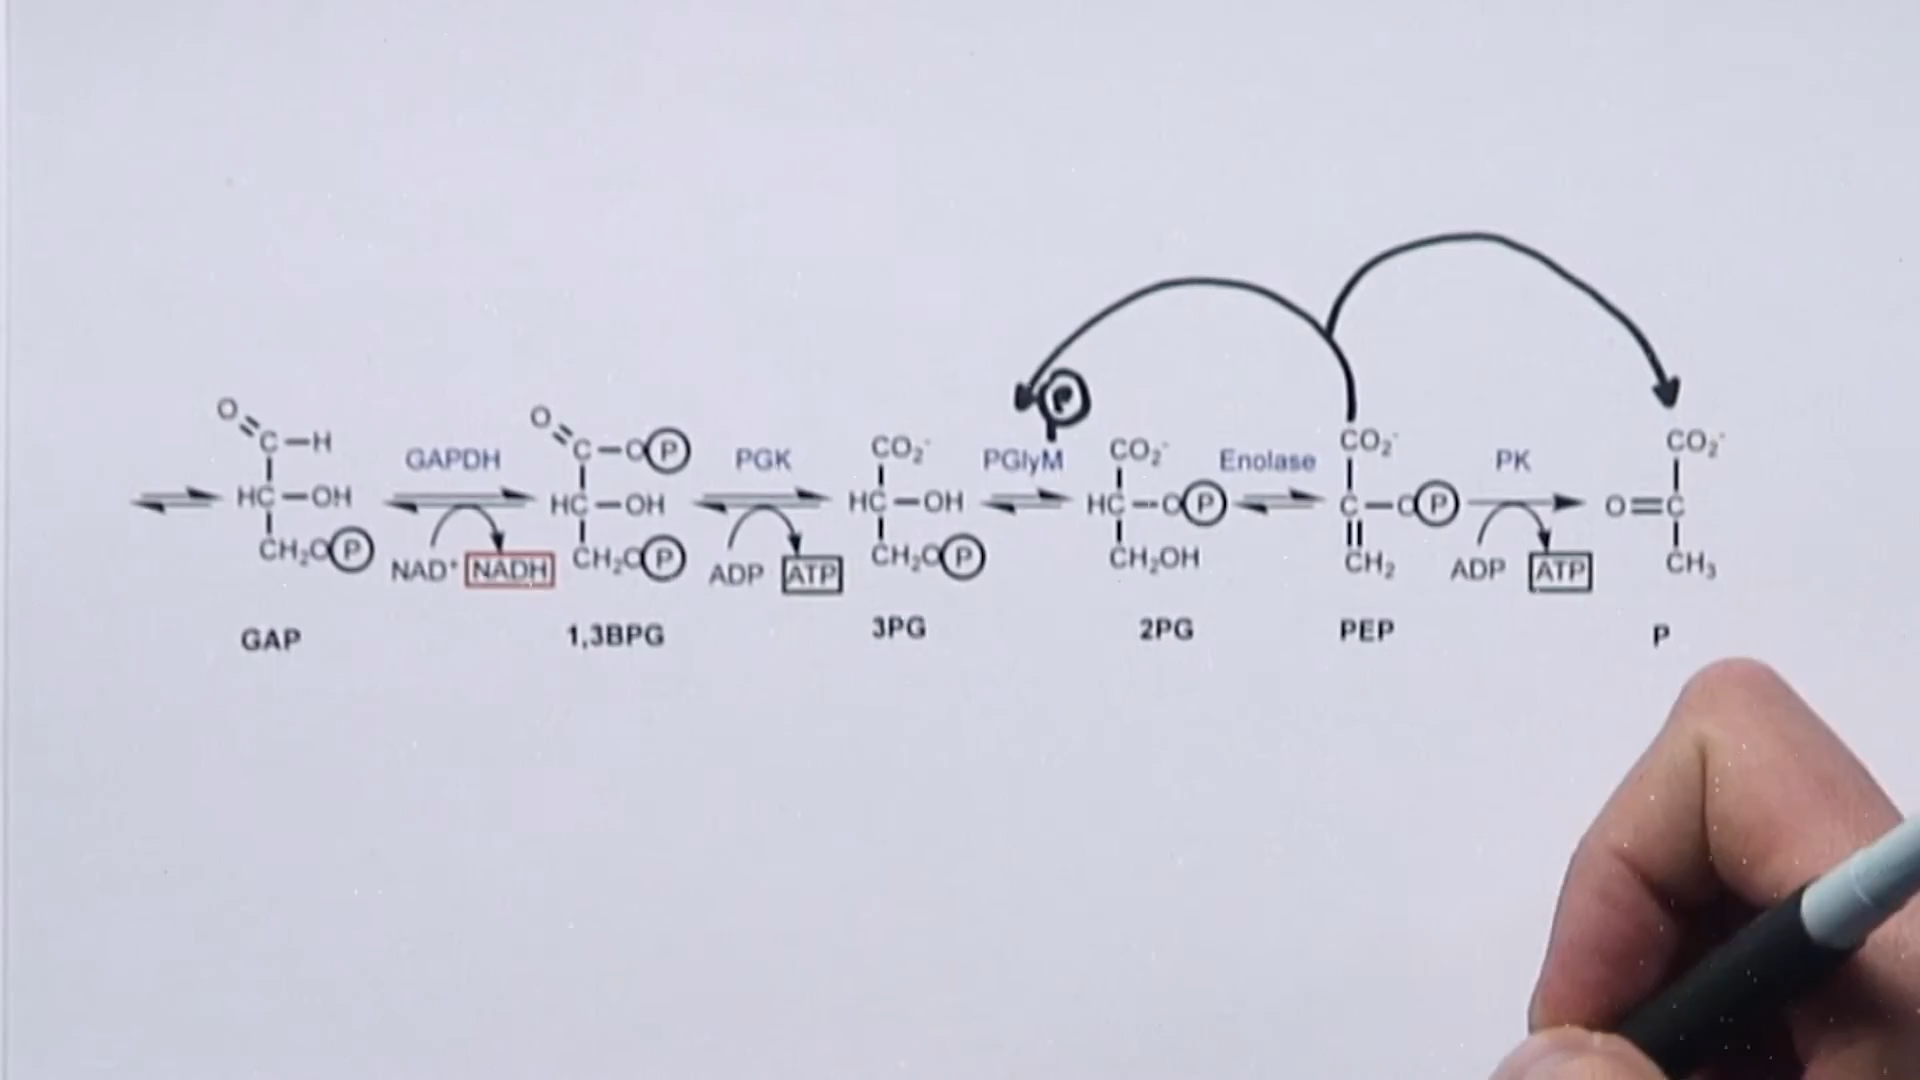 O
C—H
HC—OH
CH₂O P
GAP
GAPDH
NAD⁺ NADH
O
C—O P
HC—OH
CH₂O P
1,3BPG
PGK
ADP ATP
CO₂⁻
HC—OH
CH₂O P
3PG
P
PGlyM
CO₂⁻
HC--O P
CH₂OH
2PG
Enolase
CO₂⁻
C—O P
CH₂
PEP
PK
ADP ATP
CO₂⁻
O=C
CH₃
P